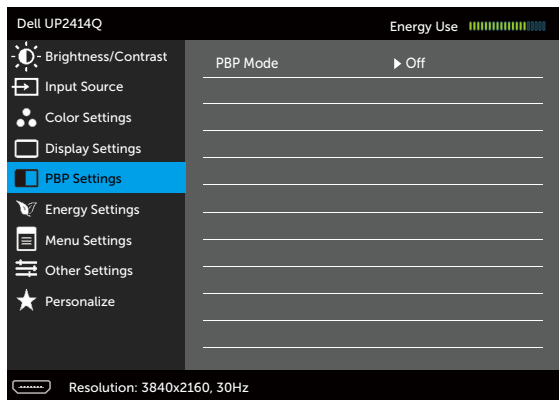 Dell UP2414Q Energy Use
Brightness/Contrast
PBP Mode Off
Input Source
Color Settings
Display Settings
PBP Settings
Energy Settings
Menu Settings
Other Settings
Personalize
Resolution: 3840x2160, 30Hz